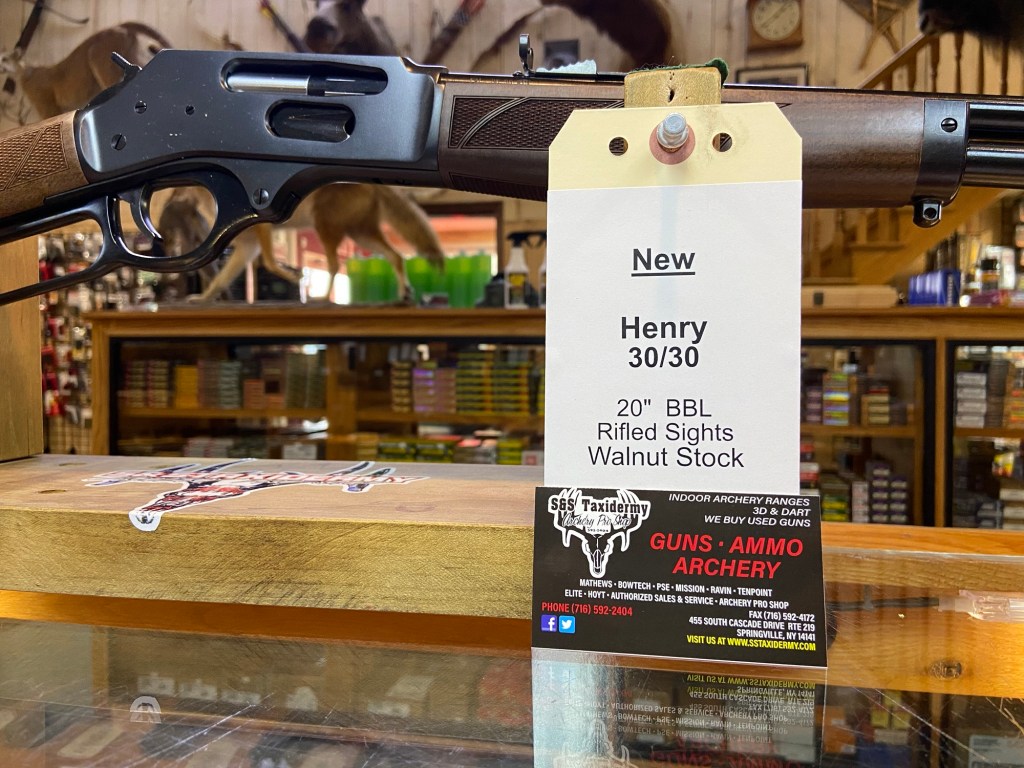 New
Henry
30/30
20" BBL
Rifled Sights
Walnut Stock
S&S Taxidermy
Archery Pro Shop
INDOOR ARCHERY RANGES
3D & DART
WE BUY USED GUNS
GUNS · AMMO
ARCHERY
MATHEWS · BOWTECH · PSE · MISSION · RAVIN · TENPOINT
ELITE · HOYT · AUTHORIZED SALES & SERVICE · ARCHERY PRO SHOP
PHONE (716) 592-2404
FAX (716) 592-4172
455 SOUTH CASCADE DRIVE RTE 219
SPRINGVILLE, NY 14141
VISIT US AT WWW.SSTAXIDERMY.COM